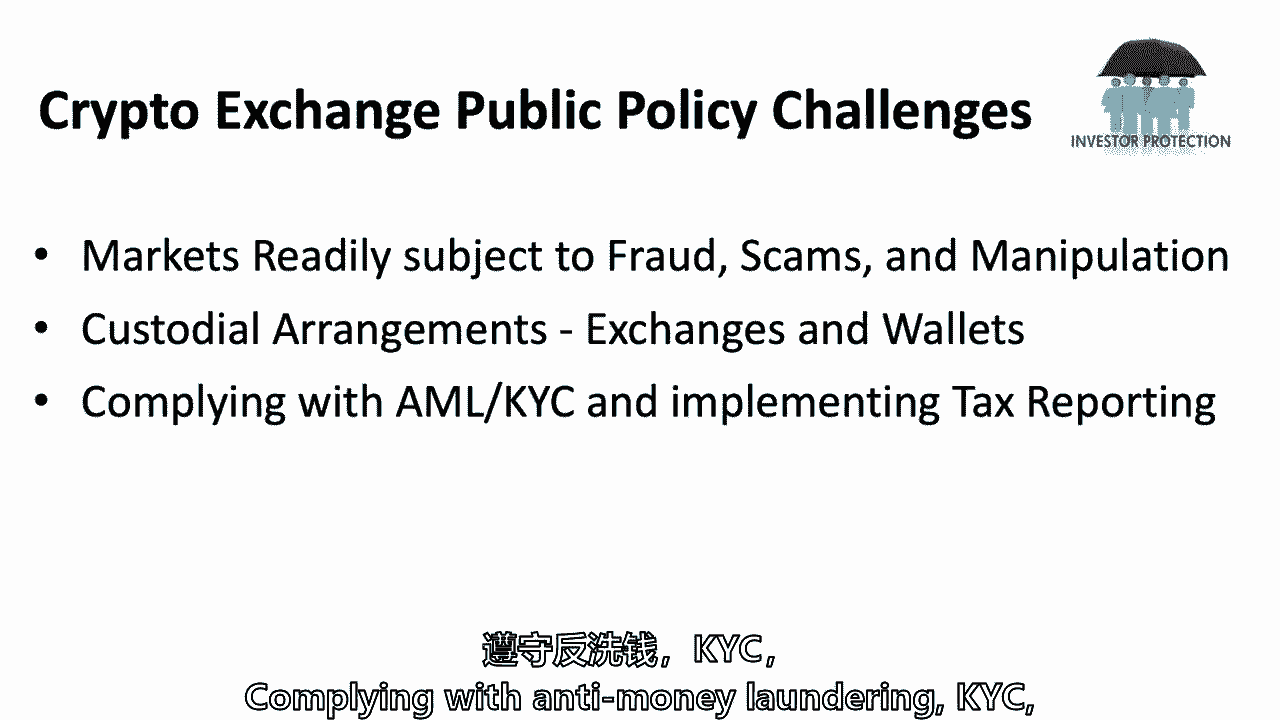 Crypto Exchange Public Policy Challenges
INVESTOR PROTECTION
• Markets Readily subject to Fraud, Scams, and Manipulation
• Custodial Arrangements - Exchanges and Wallets
• Complying with AML/KYC and implementing Tax Reporting
遵守反洗钱，KYC，
Complying with anti-money laundering, KYC,